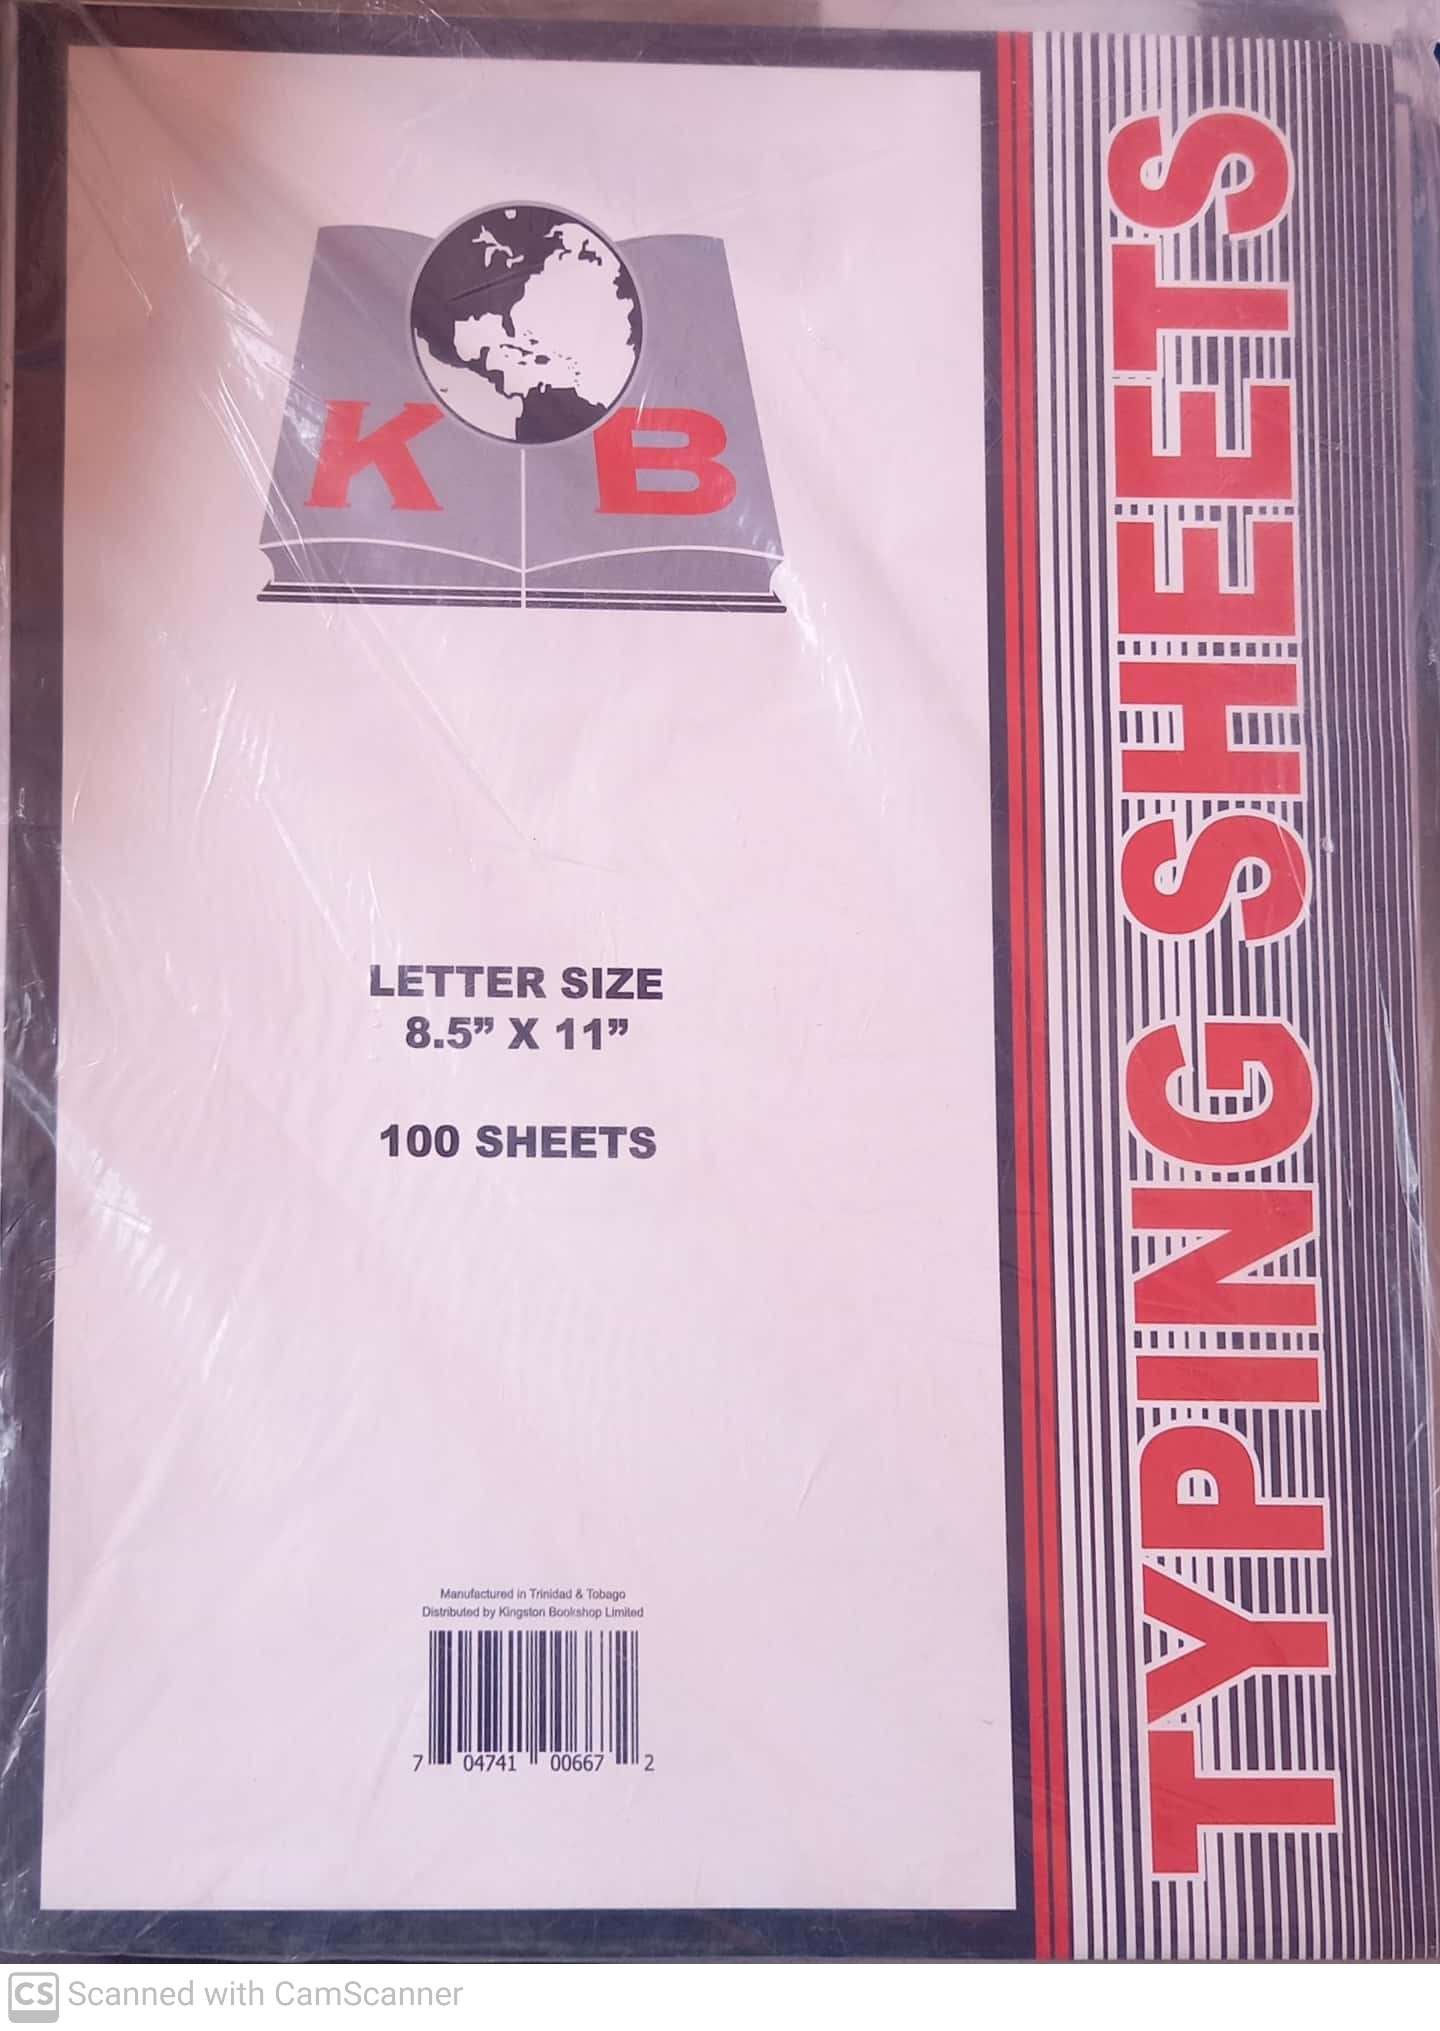 K B
LETTER SIZE
8.5” X 11”
100 SHEETS
Manufactured in Trinidad & Tobago
Distributed by Kingston Bookshop Limited
7 04741 00667 2
TYPING SHEETS
CS Scanned with CamScanner